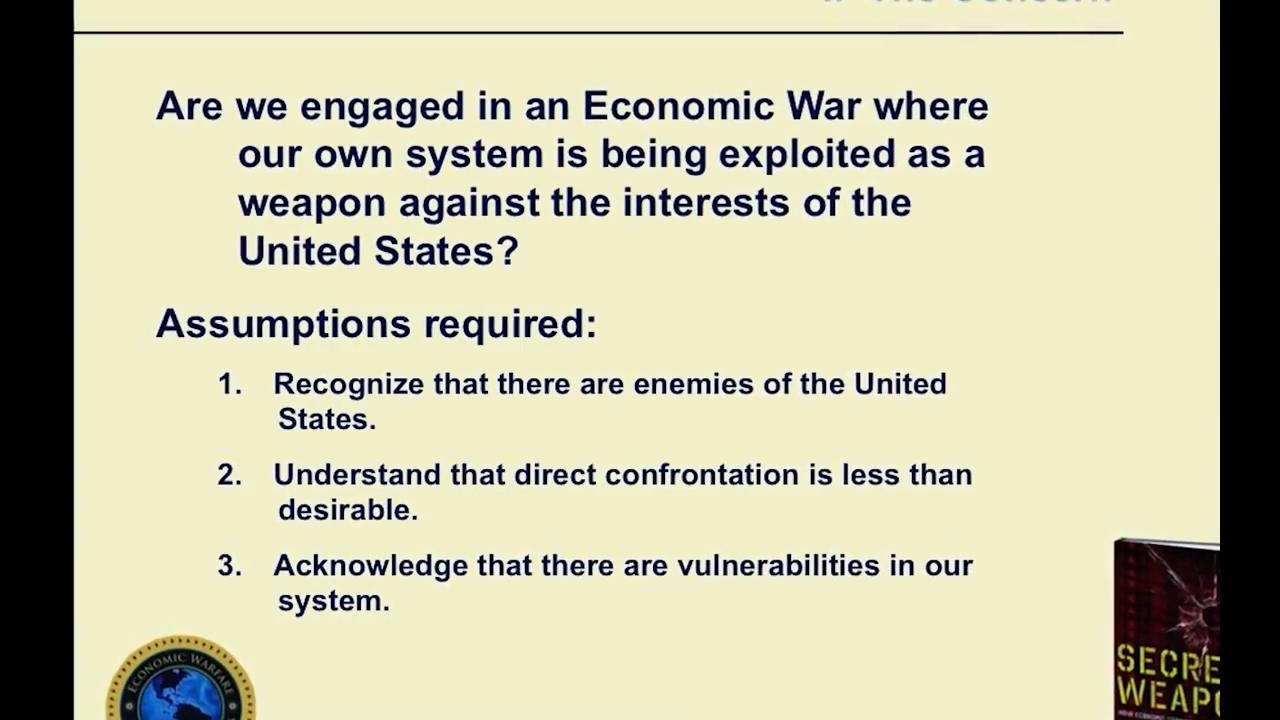 Are we engaged in an Economic War where
our own system is being exploited as a
weapon against the interests of the
United States?
Assumptions required:
1. Recognize that there are enemies of the United
States.
2. Understand that direct confrontation is less than
desirable.
3. Acknowledge that there are vulnerabilities in our
system.
ECONOMIC WARFARE
SECRE
WEAPO